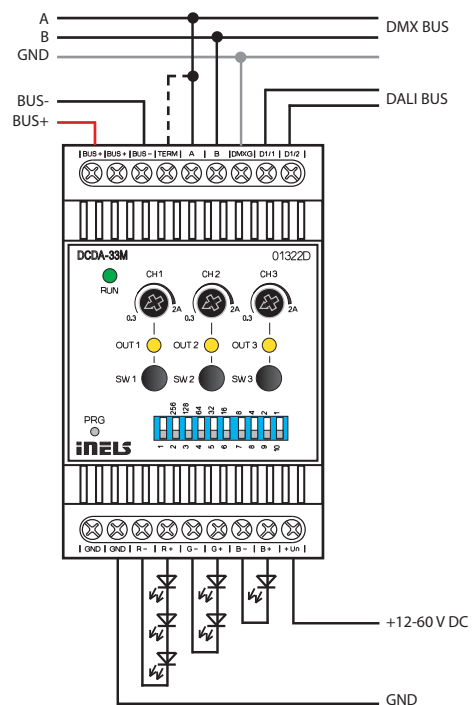 A
B
GND
DMX BUS
BUS-
BUS+
DALI BUS
BUS+ BUS+ BUS- TERM A B DMXG D1/1 D1/2
DCDA-33M 01322D
RUN
CH1 CH2 CH3
0.3 2A 0.3 2A 0.3 2A
OUT 1 OUT 2 OUT 3
SW 1 SW 2 SW 3
PRG
256 128 64 32 16 8 4 2 1
1 2 3 4 5 6 7 8 9 10
iNELS
GND GND R- R+ G- G+ B- B+ +Un
+12-60 V DC
GND